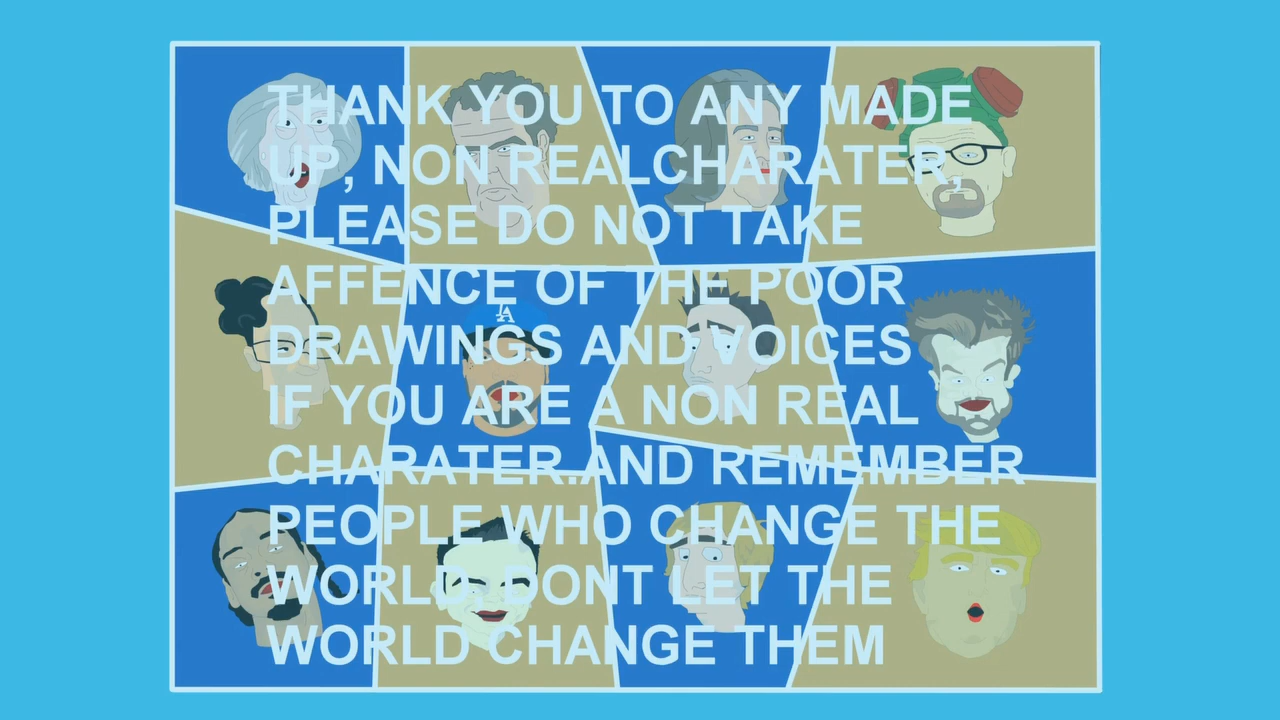 THANK YOU TO ANY MADE
UP, NON REALCHARATER,
PLEASE DO NOT TAKE
AFFENCE OF THE POOR
DRAWINGS AND VOICES
IF YOU ARE A NON REAL
CHARATER.AND REMEMBER
PEOPLE WHO CHANGE THE
WORLD, DONT LET THE
WORLD CHANGE THEM
LA